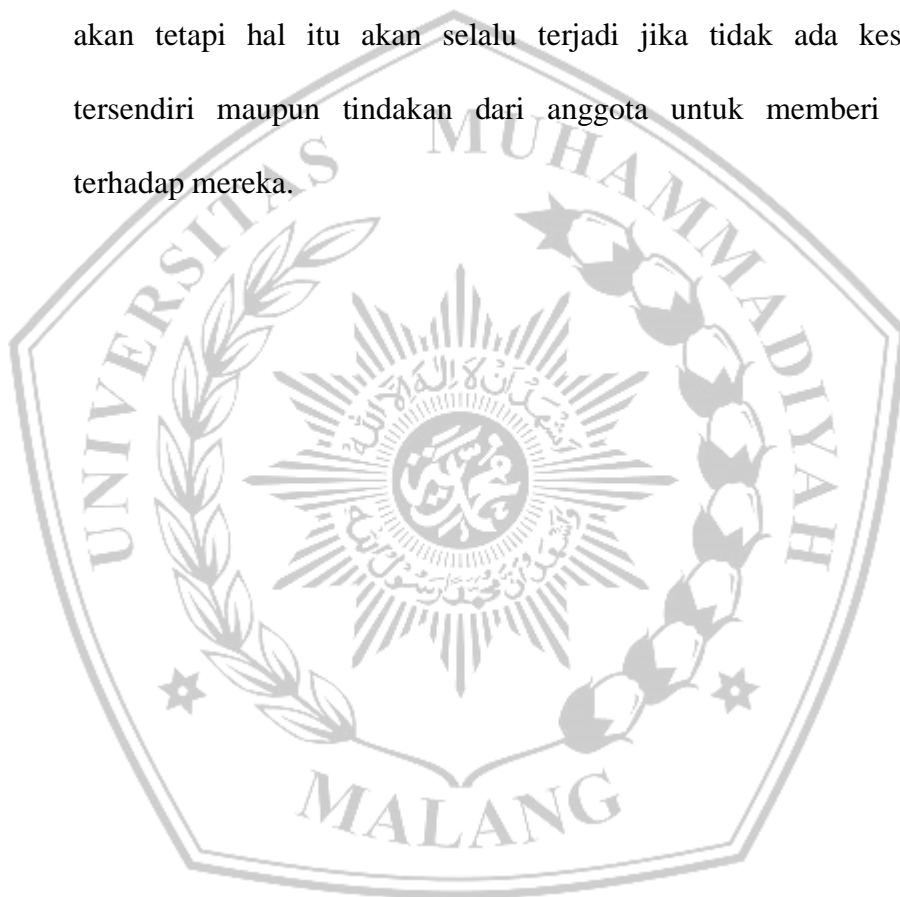 akan tetapi hal itu akan selalu terjadi jika tidak ada kes
tersendiri maupun tindakan dari anggota untuk memberi
terhadap mereka.
UNIVERSITAS MUHAMMADIYAH
MALANG